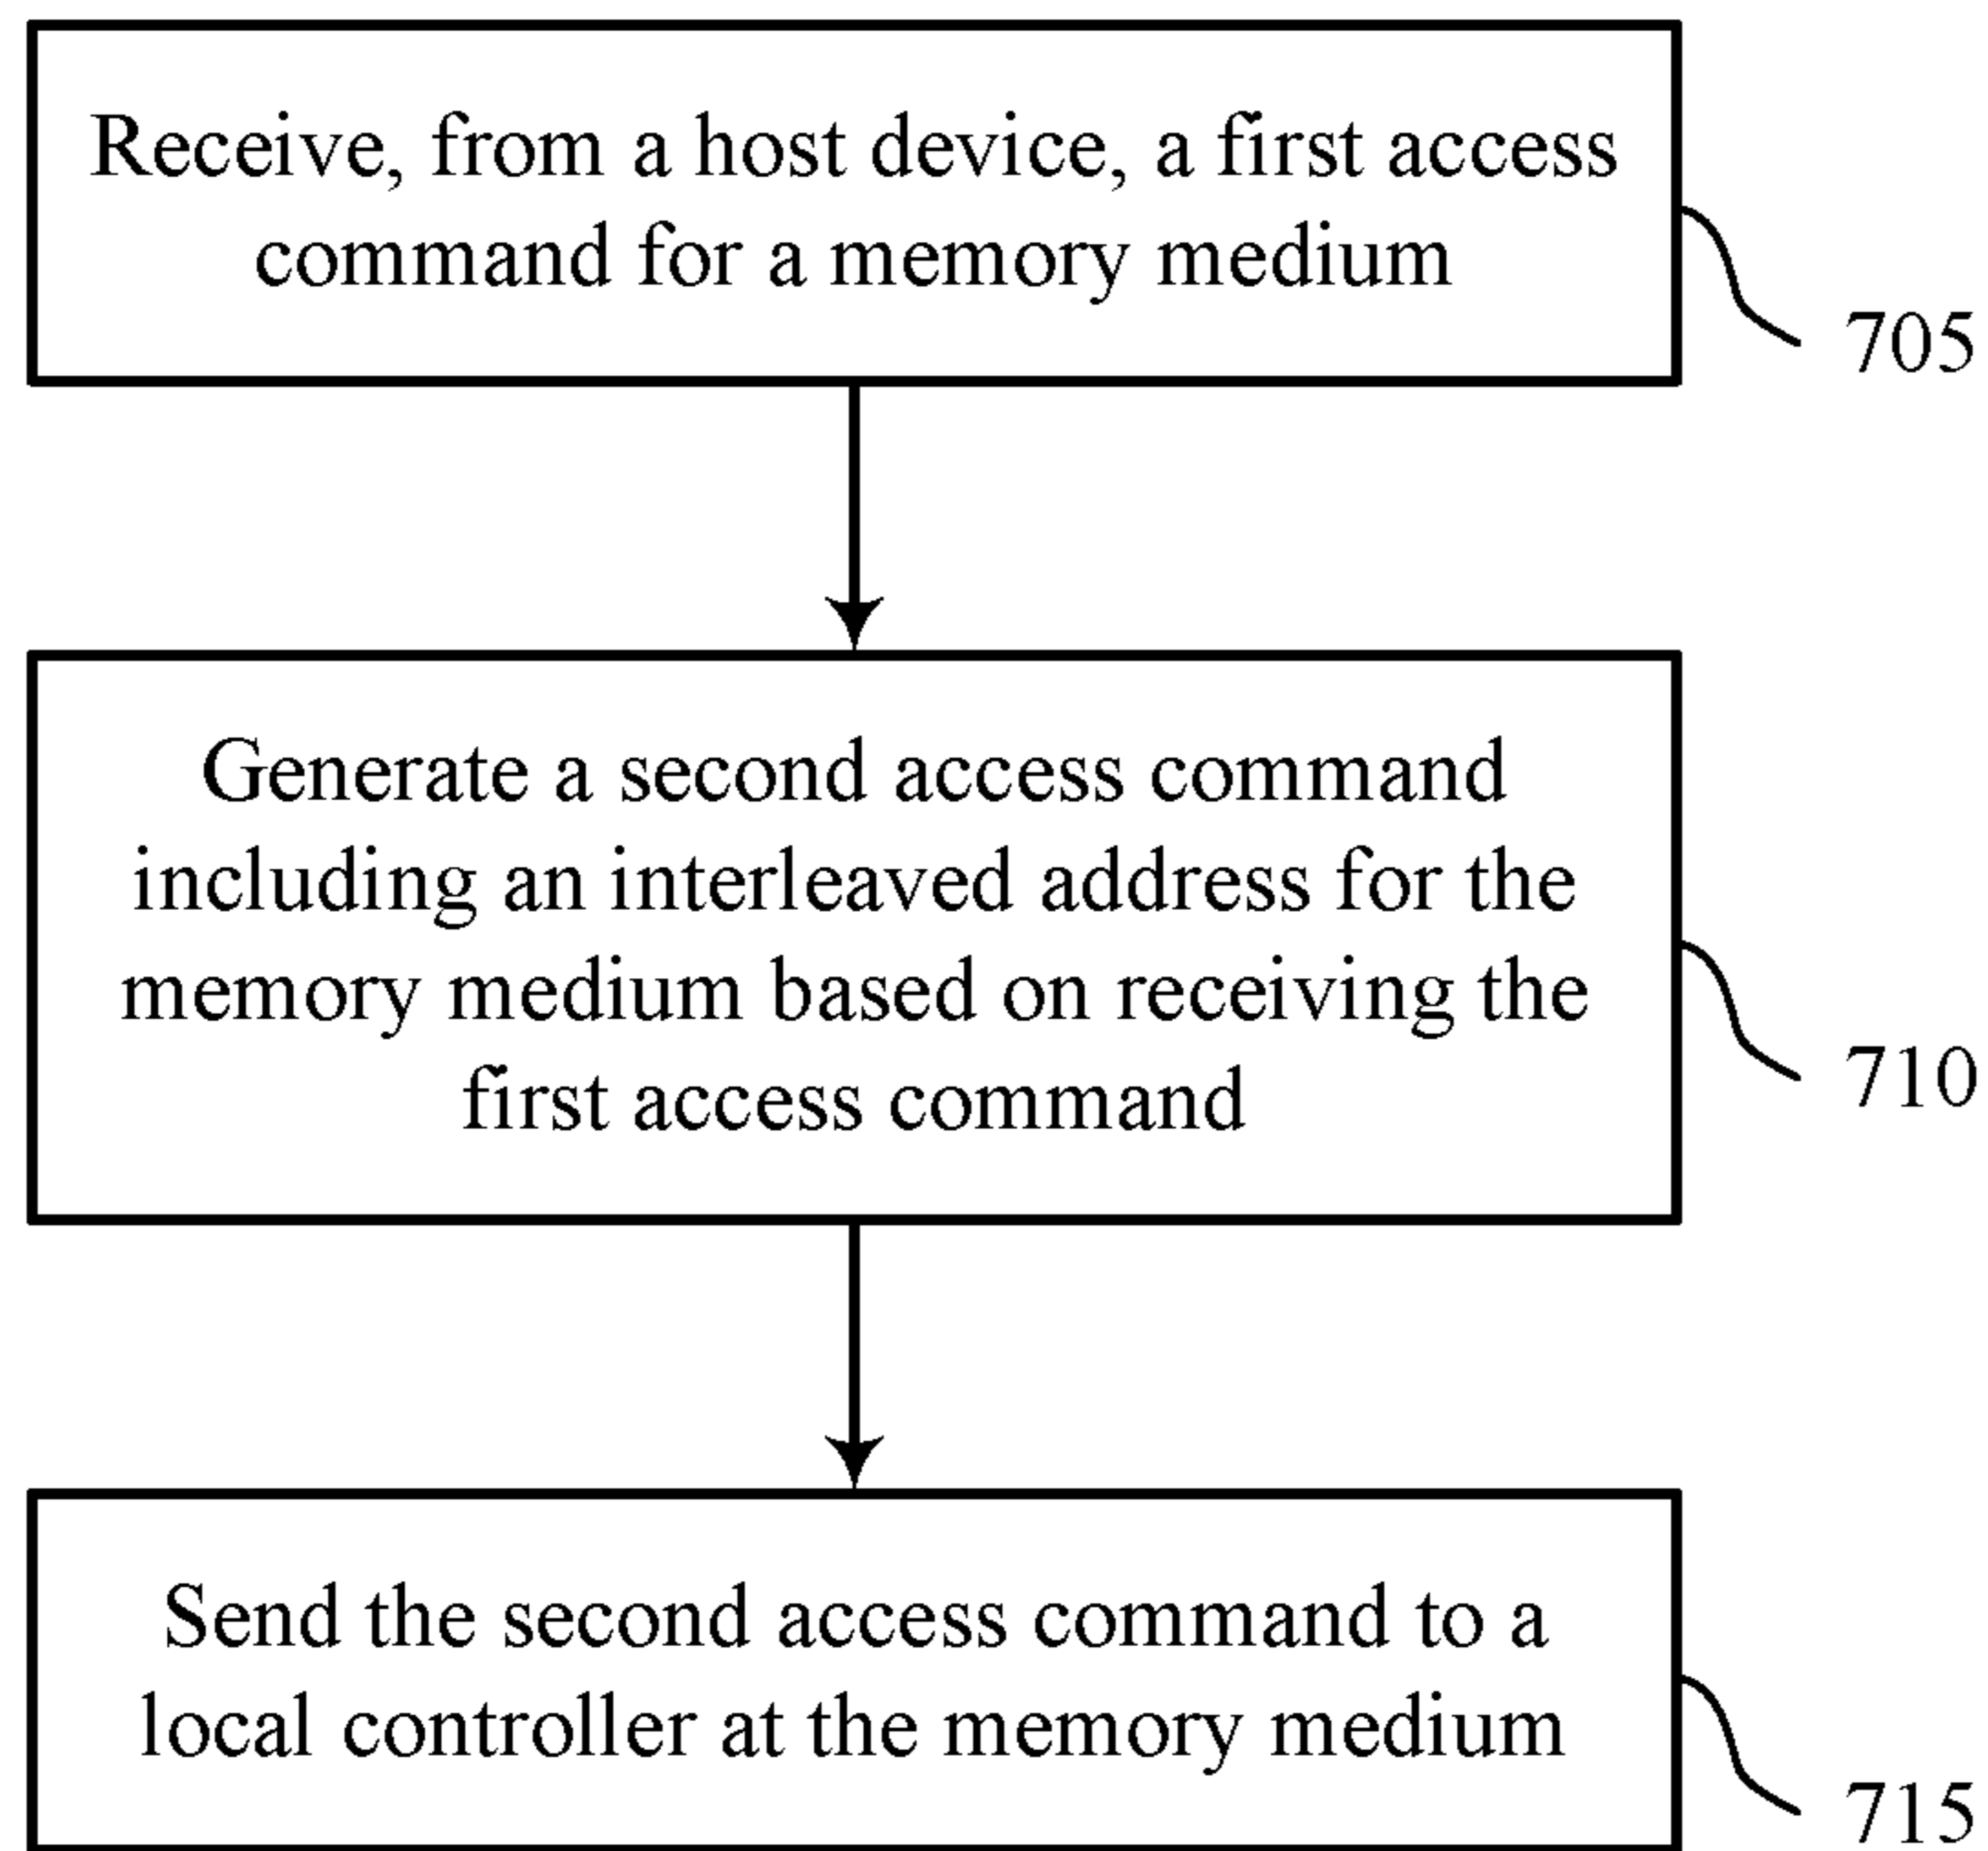 Receive, from a host device, a first access
command for a memory medium
705
Generate a second access command
including an interleaved address for the
memory medium based on receiving the
first access command
710
Send the second access command to a
local controller at the memory medium
715